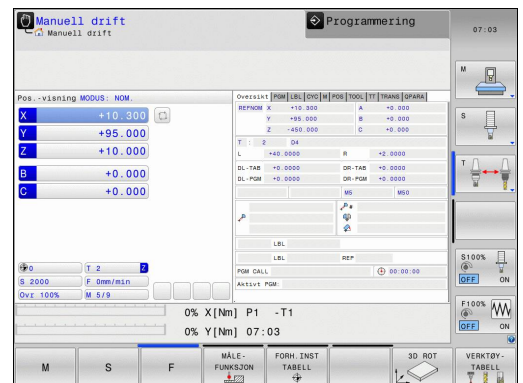 Manuell drift
Manuell drift
Programmering
07:03
Pos.-visning MODUS: NOM.
X +10.300
Y +95.000
Z +10.000
B +0.000
C +0.000
0 T 2 Z
S 2000 F 0mm/min
Ovr 100% M 5/9
Oversikt PGM LBL CYC M POS TOOL TT TRANS QPARA
REFNOM X +10.300 A +0.000
Y +95.000 B +0.000
Z -450.000 C +0.000
T : 2 D4
L +40.0000 R +2.0000
DL-TAB +0.0000 DR-TAB +0.0000
DL-PGM +0.0000 DR-PGM +0.0000
M5 M50
P#
LBL
LBL REP
PGM CALL 00:00:00
Aktivt PGM:
0% X[Nm] P1 -T1
0% Y[Nm] 07:03
M
S
T
S100%
OFF ON
F100%
OFF ON
M
S
F
MÅLE-
FUNKSJON
FORH.INST
TABELL
3D ROT
VERKTØY-
TABELL